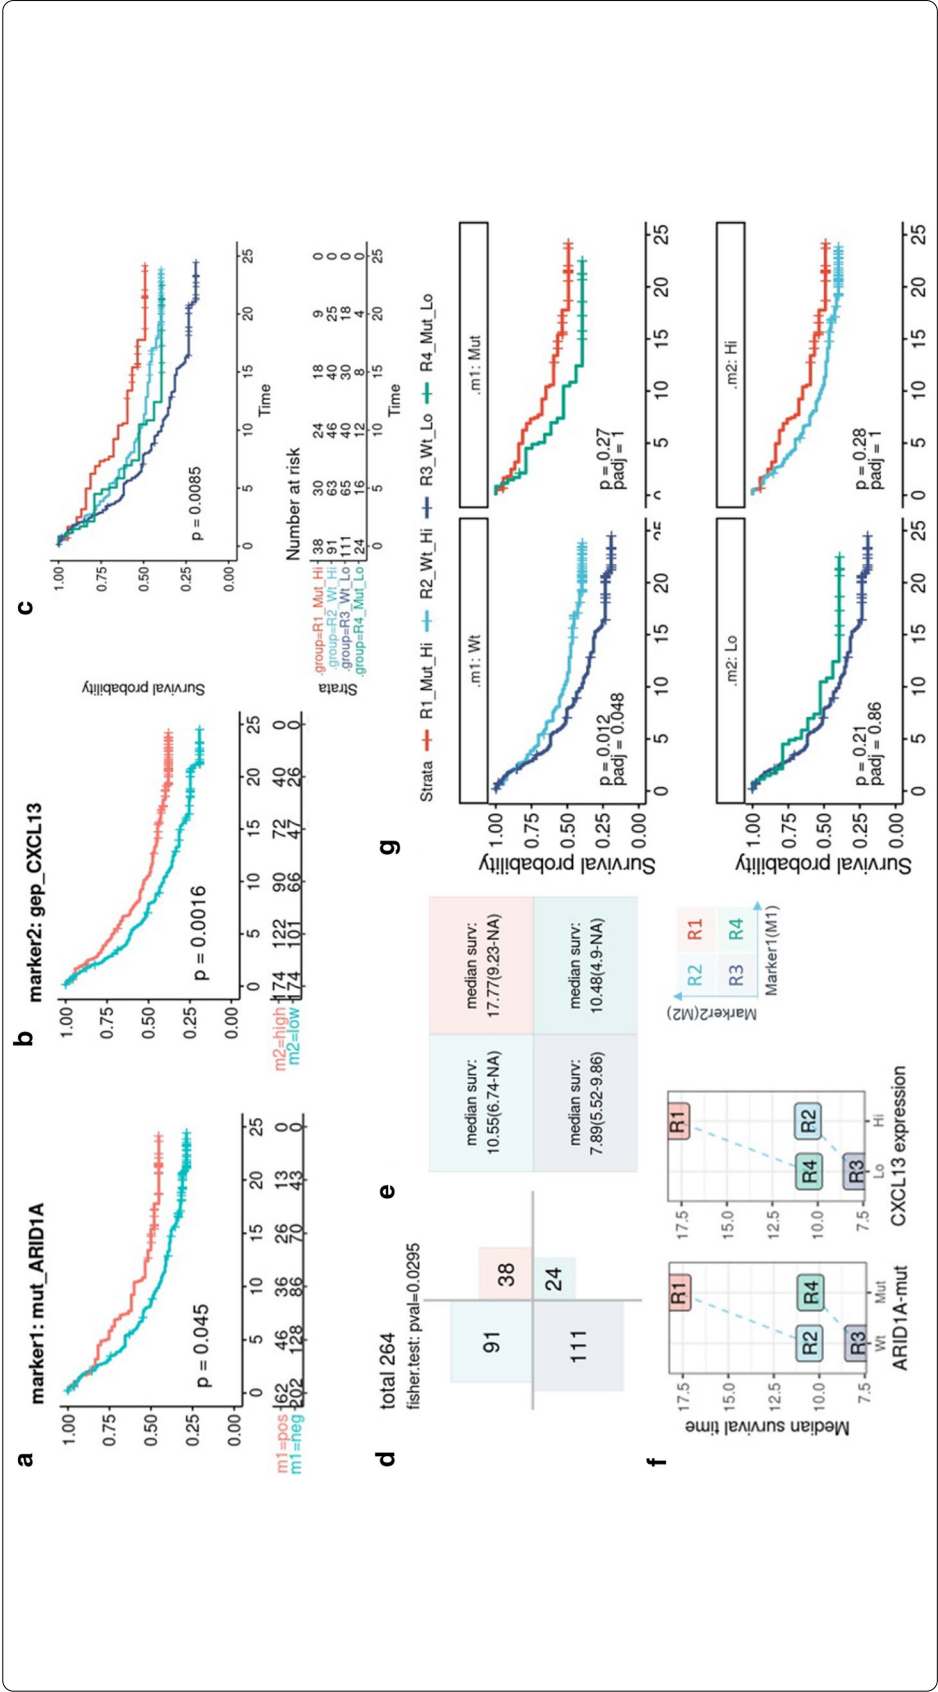 a
marker1: mut_ARID1A
1.00
0.75
0.50
0.25
0.00
p = 0.045
0 5 10 15 20 25
m1=pos 62 46 36 26 13 0
m1=neg 202 128 86 70 43 0
b
marker2: gep_CXCL13
1.00
0.75
0.50
0.25
0.00
p = 0.0016
0 5 10 15 20 25
m2=high 174 122 90 72 40 0
m2=low 174 101 66 47 26 0
c
Survival probability
1.00
0.75
0.50
0.25
0.00
p = 0.0085
0 5 10 15 20 25
Time
Number at risk
Strata
.group=R1_Mut_Hi 38 30 24 18 9 0
.group=R2_Wt_Hi 91 63 46 40 25 0
.group=R3_Wt_Lo 111 65 40 30 18 0
.group=R4_Mut_Lo 24 16 12 8 4 0
0 5 10 15 20 25
Time
d
total 264
fisher.test: pval=0.0295
91
38
111
24
e
median surv:
10.55(6.74-NA)
median surv:
17.77(9.23-NA)
median surv:
7.89(5.52-9.86)
median surv:
10.48(4.9-NA)
f
Median survival time
17.5
15.0
12.5
10.0
7.5
R1
R2
R4
R3
Wt Mut
ARID1A-mut
17.5
15.0
12.5
10.0
7.5
R1
R4
R2
R3
Lo Hi
CXCL13 expression
Marker2(M2)
R2 R1
R3 R4
Marker1(M1)
g
Strata R1_Mut_Hi R2_Wt_Hi R3_Wt_Lo R4_Mut_Lo
.m1: Wt
.m1: Mut
Survival probability
1.00
0.75
0.50
0.25
0.00
p = 0.012
padj = 0.048
p = 0.27
padj = 1
0 5 10 15 20 25
0 5 10 15 20 25
.m2: Lo
.m2: Hi
Survival probability
1.00
0.75
0.50
0.25
0.00
p = 0.21
padj = 0.86
p = 0.28
padj = 1
0 5 10 15 20 25
0 5 10 15 20 25